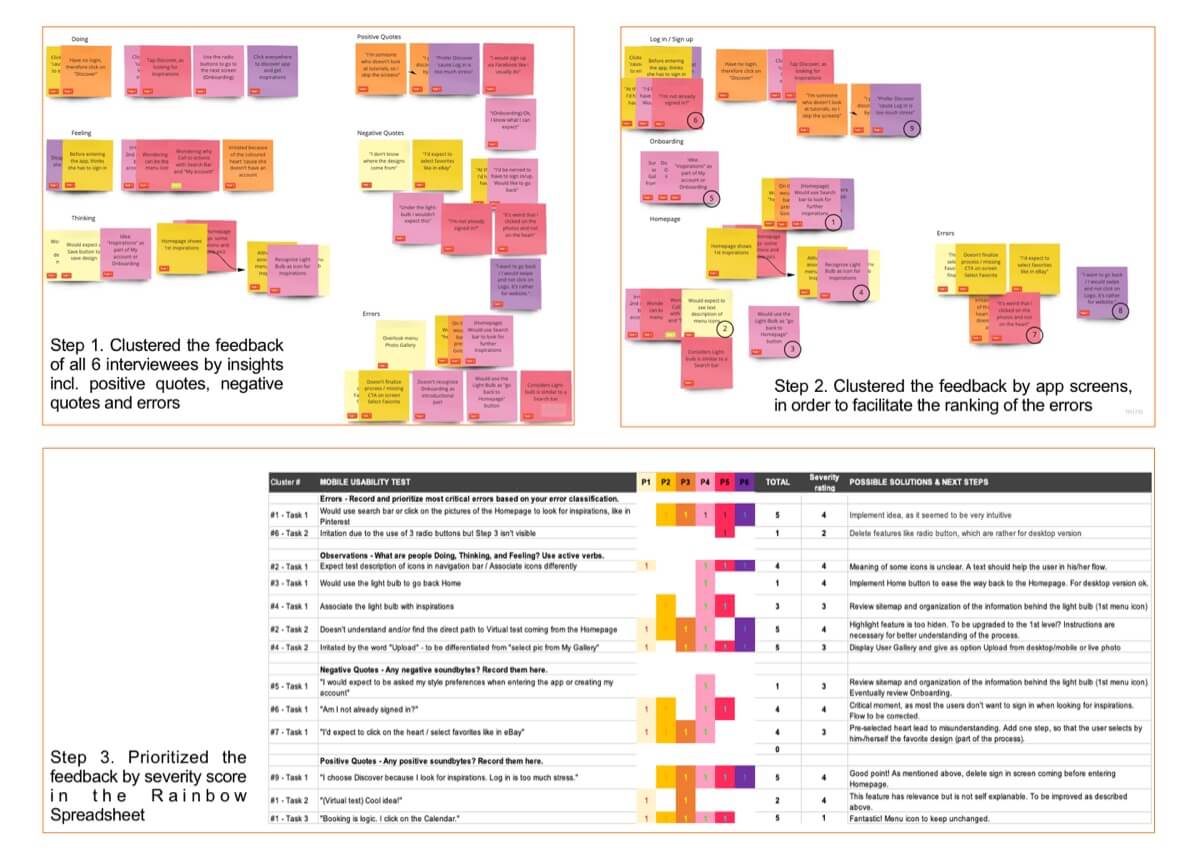 Doing
Have no login, therefore click on "Discover"
Tap Discover, as looking for inspirations
Use the radio buttons to go to the next screen (Onboarding)
Click everywhere to discover app and get inspirations
Feeling
Before entering the app, thinks she has to sign in
Wondering can be the menu
Wondering why Call to actions with Search Bar and "My account"
Irritated because of the coloured heart 'cause she doesn't have an account
Thinking
Would expect a Save button to save design
Idea "Inspirations" as part of My account or Onboarding
Homepage shows 1st inspirations
Recognize Light Bulb as icon for inspirations
Positive Quotes
"I'm someone who doesn't look at tutorials, so I skip the screens"
"Prefer Discover 'cause Log in is too much stress"
"I would sign up via Facebook like I usually do"
"(Onboarding) Ok, I know what I can expect"
Negative Quotes
"I don't know where the designs come from"
"I'd expect to select favorites like in eBay"
"I'd be nerved to have to sign in/up. Would like to go back"
"Under the light bulb I wouldn't expect this"
"I'm not already signed in?"
"It's weird that I clicked on the photos and not on the heart"
"I want to go back / I would swipe and not click on Logo. It's rather for website."
Errors
Overlook menu Photo Gallery
(Homepage) Would use Search bar to look for further inspirations
Doesn't finalize process / missing CTA on screen Select Favorite
Doesn't recognize Onboarding as introductional part
Would use the Light Bulb as "go back to Homepage" button
Considers Light bulb is similar to a Search bar
Step 1. Clustered the feedback
of all 6 interviewees by insights
incl. positive quotes, negative
quotes and errors
Log in / Sign up
Before entering the app, thinks she has to sign in
"I'm not already signed in?"
6
Have no login, therefore click on "Discover"
Tap Discover, as looking for inspirations
"I'm someone who doesn't look at tutorials, so I skip the screens"
"Prefer Discover 'cause Log in is too much stress"
9
Onboarding
Idea "Inspirations" as part of My account or Onboarding
5
(Homepage) Would use Search bar to look for further inspirations
1
Homepage
Homepage shows 1st inspirations
Recognize Light Bulb as icon for inspirations
4
Would expect to see text description of menu icons
2
Would use the Light Bulb as "go back to Homepage" button
3
Considers Light bulb is similar to a Search bar
Errors
Doesn't finalize process / missing CTA on screen Select Favorite
"I'd expect to select favorites like in eBay"
"It's weird that I clicked on the photos and not on the heart"
7
"I want to go back / I would swipe and not click on Logo. It's rather for website."
8
Step 2. Clustered the feedback by app screens,
in order to facilitate the ranking of the errors
miro
Step 3. Prioritized the
feedback by severity score
in the Rainbow
Spreadsheet
Cluster # MOBILE USABILITY TEST P1 P2 P3 P4 P5 P6 TOTAL Severity rating POSSIBLE SOLUTIONS & NEXT STEPS
Errors - Record and prioritize most critical errors based on your error classification.
#1 - Task 1 Would use search bar or click on the pictures of the Homepage to look for inspirations, like in Pinterest 1 1 1 1 1 5 4 Implement idea, as it seemed to be very intuitive
#6 - Task 2 Irritation due to the use of 3 radio buttons but Step 3 isn't visible 1 1 2 Delete features like radio button, which are rather for desktop version
Observations - What are people Doing, Thinking, and Feeling? Use active verbs.
#2 - Task 1 Expect test description of icons in navigation bar / Associate icons differently 1 1 1 1 4 4 Meaning of some icons is unclear. A text should help the user in his/her flow.
#3 - Task 1 Would use the light bulb to go back Home 1 1 4 Implement Home button to ease the way back to the Homepage. For desktop version ok.
#4 - Task 1 Associate the light bulb with inspirations 1 1 1 3 3 Review sitemap and organization of the information behind the light bulb (1st menu icon)
#2 - Task 2 Doesn't understand and/or find the direct path to Virtual test coming from the Homepage 1 1 1 1 1 5 4 Highlight feature is too hiden. To be upgraded to the 1st level? Instructions are necessary for better understanding of the process.
#4 - Task 2 Irritated by the word "Upload" - to be differentiated from "select pic from My Gallery" 1 1 1 1 1 5 3 Display User Gallery and give as option Upload from desktop/mobile or live photo
Negative Quotes - Any negative soundbytes? Record them here.
#5 - Task 1 "I would expect to be asked my style preferences when entering the app or creating my account" 1 1 3 Review sitemap and organization of the information behind the light bulb (1st menu icon). Eventually review Onboarding.
#6 - Task 1 "Am I not already signed in?" 1 1 1 1 4 4 Critical moment, as most the users don't want to sign in when looking for inspirations. Flow to be corrected.
#7 - Task 1 "I'd expect to click on the heart / select favorites like in eBay" 1 1 1 1 4 3 Pre-selected heart lead to misunderstanding. Add one step, so that the user selects by him/herself the favorite design (part of the process).
0
Positive Quotes - Any positive soundbytes? Record them here.
#9 - Task 1 "I choose Discover because I look for inspirations. Log in is too much stress." 1 1 1 1 1 5 4 Good point! As mentioned above, delete sign in screen coming before entering Homepage.
#1 - Task 2 "(Virtual test) Cool idea!" 1 1 2 4 This feature has relevance but is not self explanable. To be improved as described above.
#1 - Task 3 "Booking is logic. I click on the Calendar." 1 1 1 1 1 5 1 Fantastic! Menu icon to keep unchanged.